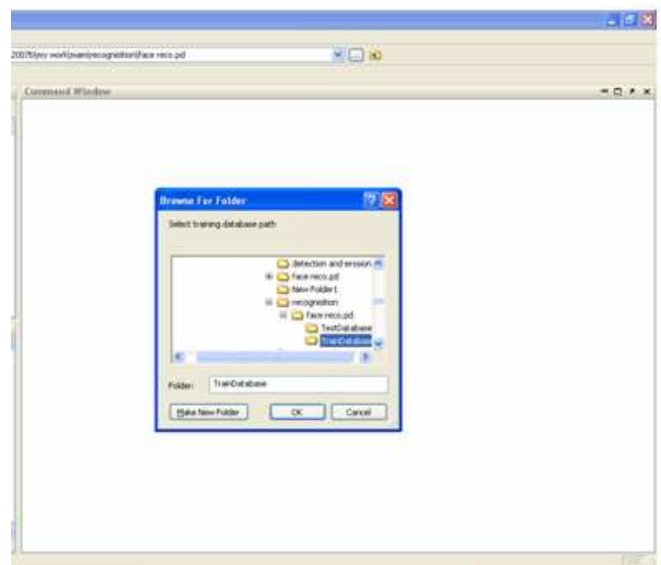 Command Window
Browse For Folder
Select training database path
detection and erosion
face reco.pd
New Folder1
recognistion
face reco.pd
TestDatabase
TrainDatabase
Folder: TrainDatabase
Make New Folder OK Cancel